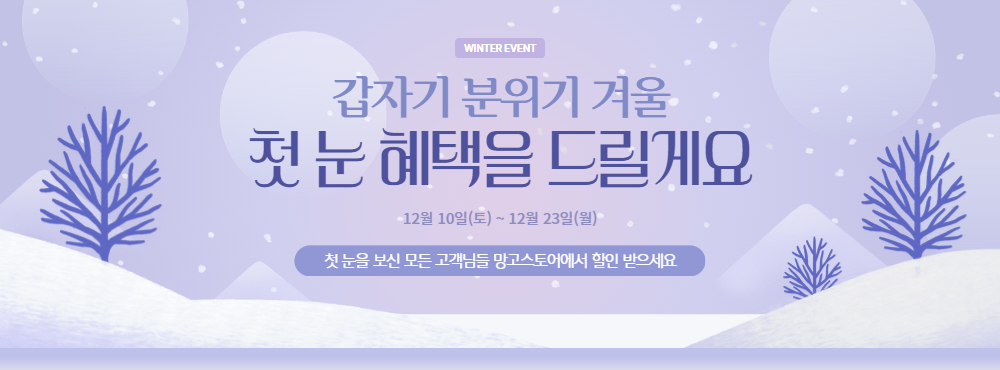 WINTER EVENT
갑자기 분위기 겨울
첫 눈 혜택을 드릴게요
12월 10일(토) ~ 12월 23일(월)
첫 눈을 보신 모든 고객님들 망고스토어에서 할인 받으세요